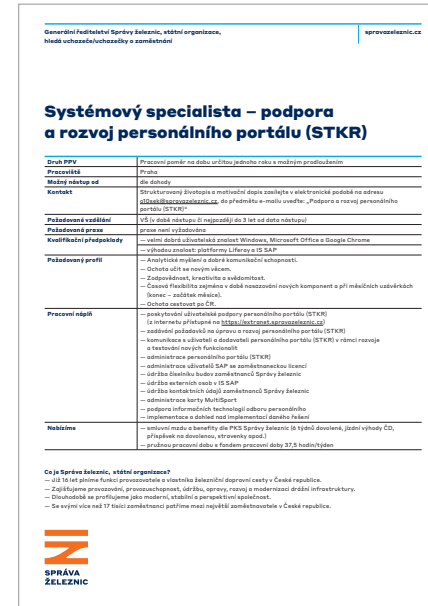 Generální ředitelství Správy železnic, státní organizace,
hledá uchazeče/uchazečky o zaměstnání
spravazeleznic.cz
Systémový specialista – podpora
a rozvoj personálního portálu (STKR)
Druh PPV Pracovní poměr na dobu určitou jednoho roku s možným prodloužením
Pracoviště Praha
Možný nástup od dle dohody
Kontakt Strukturovaný životopis a motivační dopis zasílejte v elektronické podobě na adresu
o10sek@spravazeleznic.cz, do předmětu e-mailu uveďte: „Podpora a rozvoj personálního
portálu (STKR)“
Požadované vzdělání VŠ (v době nástupu či nejpozději do 3 let od data nástupu)
Požadovaná praxe praxe není vyžadována
Kvalifikační předpoklady — velmi dobrá uživatelská znalost Windows, Microsoft Office a Google Chrome
— výhodou znalost: platformy Liferay a IS SAP
Požadovaný profil — Analytické myšlení a dobré komunikační schopnosti.
— Ochota učit se novým věcem.
— Zodpovědnost, kreativita a svědomitost.
— Časová flexibilita zejména v době nasazování nových komponent a při měsíčních uzávěrkách
(konec – začátek měsíce).
— Ochota cestovat po ČR.
Pracovní náplň — poskytování uživatelské podpory personálního portálu (STKR)
(z internetu přístupné na https://extranet.spravazeleznic.cz)
— zadávání požadavků na úpravu a rozvoj personálního portálu (STKR)
— komunikace s uživateli a dodavateli personálního portálu (STKR) v rámci rozvoje
a testování nových funkcionalit
— administrace personálního portálu (STKR)
— administrace uživatelů SAP se zaměstnaneckou licencí
— údržba číselníku budov zaměstnanců Správy železnic
— údržba externích osob v IS SAP
— údržba kontaktních údajů zaměstnanců Správy železnic
— administrace karty MultiSport
— podpora informačních technologií odboru personálního
— implementace a dohled nad implementací daného řešení
Nabízíme — smluvní mzdu a benefity dle PKS Správy železnic (6 týdnů dovolené, jízdní výhody ČD,
příspěvek na dovolenou, stravenky apod.)
— pružnou pracovní dobu s fondem pracovní doby 37,5 hodin/týden
Co je Správa železnic, státní organizace?
— Již 16 let plníme funkci provozovatele a vlastníka železniční dopravní cesty v České republice.
— Zajišťujeme provozování, provozuschopnost, údržbu, opravy, rozvoj a modernizaci drážní infrastruktury.
— Dlouhodobě se profilujeme jako moderní, stabilní a perspektivní společnost.
— Se svými více než 17 tisíci zaměstnanci patříme mezi největší zaměstnavatele v České republice.
SPRÁVA
ŽELEZNIC